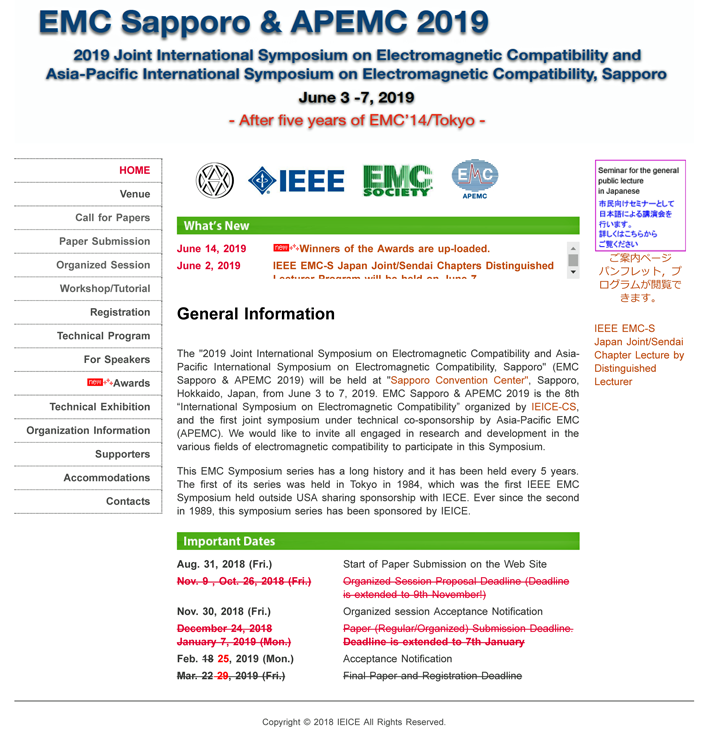 EMC Sapporo & APEMC 2019
2019 Joint International Symposium on Electromagnetic Compatibility and
Asia-Pacific International Symposium on Electromagnetic Compatibility, Sapporo
June 3 -7, 2019
- After five years of EMC'14/Tokyo -
HOME
Venue
Call for Papers
Paper Submission
Organized Session
Workshop/Tutorial
Registration
Technical Program
For Speakers
new Awards
Technical Exhibition
Organization Information
Supporters
Accommodations
Contacts
IEEE
EMC
SOCIETY
EMC
APEMC
What's New
June 14, 2019 new Winners of the Awards are up-loaded.
June 2, 2019 IEEE EMC-S Japan Joint/Sendai Chapters Distinguished
Lecturer Program will be held on June 7
General Information
The "2019 Joint International Symposium on Electromagnetic Compatibility and Asia-
Pacific International Symposium on Electromagnetic Compatibility, Sapporo" (EMC
Sapporo & APEMC 2019) will be held at "Sapporo Convention Center", Sapporo,
Hokkaido, Japan, from June 3 to 7, 2019. EMC Sapporo & APEMC 2019 is the 8th
“International Symposium on Electromagnetic Compatibility” organized by IEICE-CS,
and the first joint symposium under technical co-sponsorship by Asia-Pacific EMC
(APEMC). We would like to invite all engaged in research and development in the
various fields of electromagnetic compatibility to participate in this Symposium.
This EMC Symposium series has a long history and it has been held every 5 years.
The first of its series was held in Tokyo in 1984, which was the first IEEE EMC
Symposium held outside USA sharing sponsorship with IECE. Ever since the second
in 1989, this symposium series has been sponsored by IEICE.
Important Dates
Aug. 31, 2018 (Fri.) Start of Paper Submission on the Web Site
Nov. 9 , Oct. 26, 2018 (Fri.) Organized Session Proposal Deadline (Deadline
is extended to 9th November!)
Nov. 30, 2018 (Fri.) Organized session Acceptance Notification
December 24, 2018 Paper (Regular/Organized) Submission Deadline.
January 7, 2019 (Mon.) Deadline is extended to 7th January
Feb. 18 25, 2019 (Mon.) Acceptance Notification
Mar. 22 29, 2019 (Fri.) Final Paper and Registration Deadline
Seminar for the general
public lecture
in Japanese
市民向けセミナーとして
日本語による講演会を
行います。
詳しくはこちらから
ご覧ください
ご案内ページ
パンフレット，プ
ログラムが閲覧で
きます。
IEEE EMC-S
Japan Joint/Sendai
Chapter Lecture by
Distinguished
Lecturer
Copyright © 2018 IEICE All Rights Reserved.